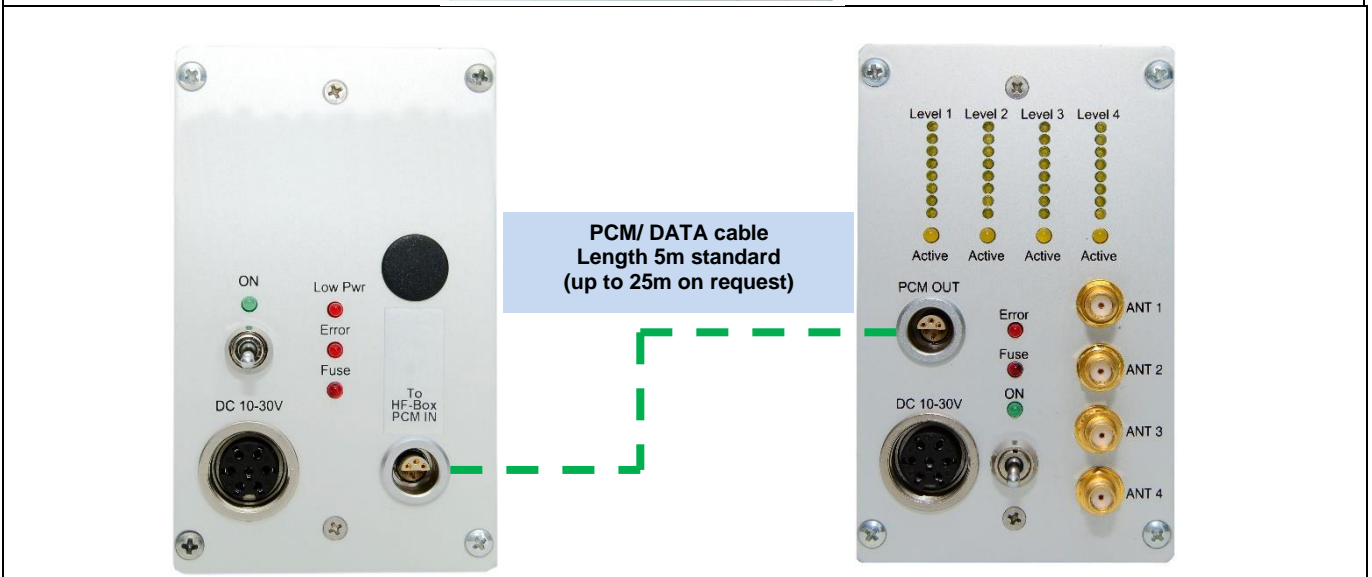 ON
Low Pwr
Error
Fuse
DC 10-30V
To
HF-Box
PCM IN
PCM/ DATA cable
Length 5m standard
(up to 25m on request)
Level 1 Level 2 Level 3 Level 4
Active Active Active Active
PCM OUT
Error
Fuse
ON
DC 10-30V
ANT 1
ANT 2
ANT 3
ANT 4